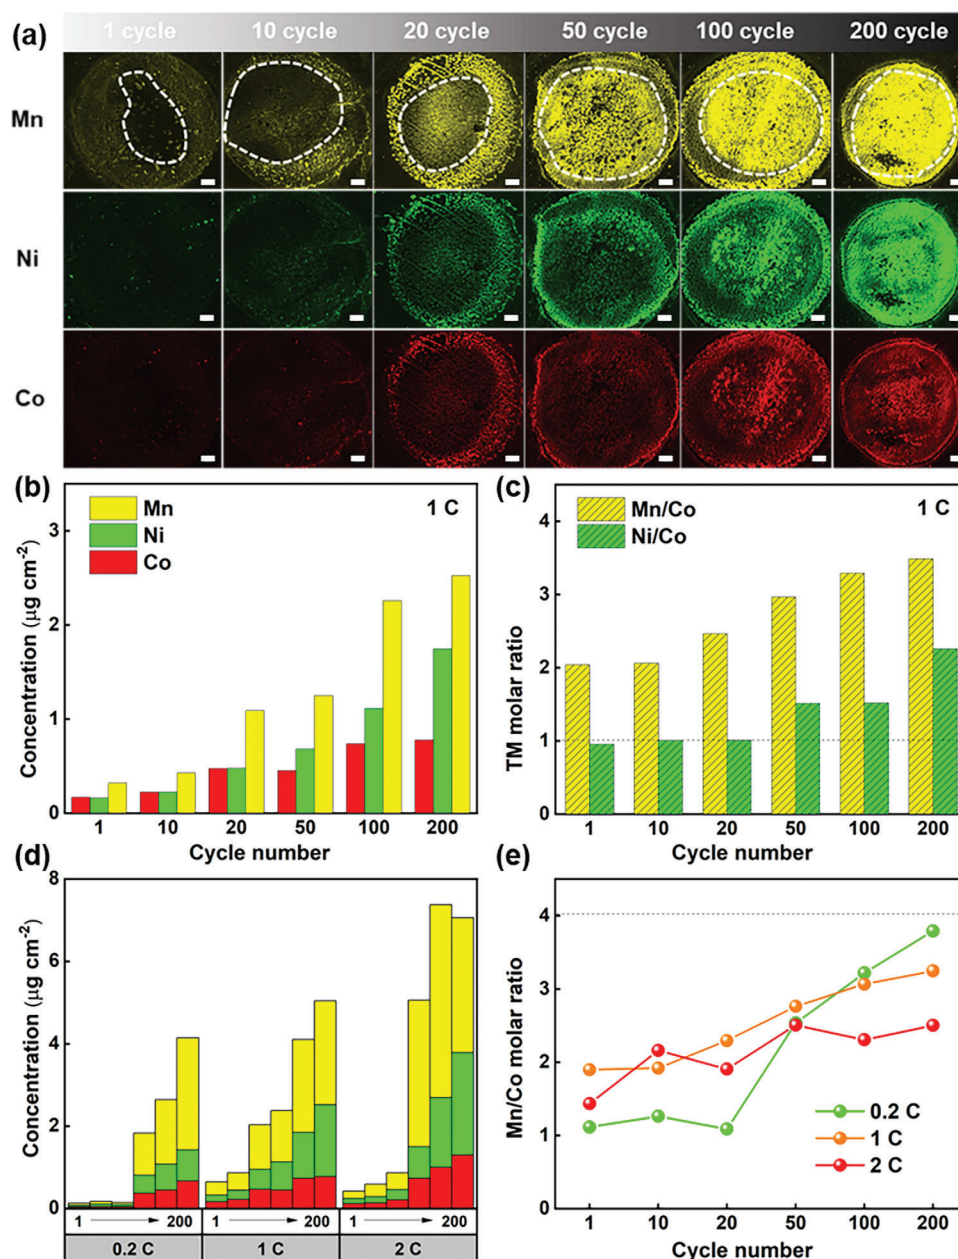 (a)
1 cycle 10 cycle 20 cycle 50 cycle 100 cycle 200 cycle
Mn
Ni
Co
(b)
Mn
Ni
Co
1 C
Concentration (μg cm⁻²)
3
2
1
0
1 10 20 50 100 200
Cycle number
(c)
Mn/Co
Ni/Co
1 C
TM molar ratio
4
3
2
1
0
1 10 20 50 100 200
Cycle number
(d)
Concentration (μg cm⁻²)
8
6
4
2
0
1 200 1 200 1 200
0.2 C 1 C 2 C
(e)
Mn/Co molar ratio
4
3
2
1
0
0.2 C
1 C
2 C
1 10 20 50 100 200
Cycle number